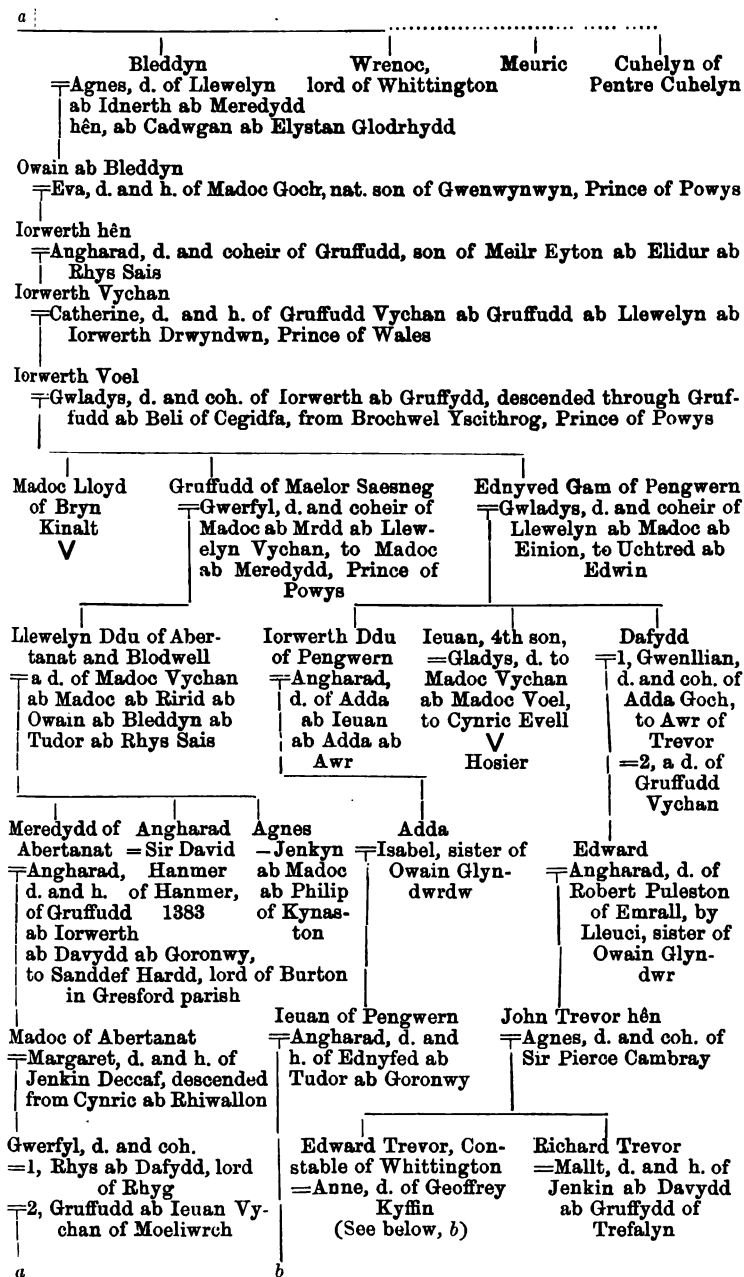 a
Bleddyn
Wrenoc,
Meuric
Cuhelyn of
=Agnes, d. of Llewelyn
lord of Whittington
Pentre Cuhelyn
ab Idnerth ab Meredydd
hên, ab Cadwgan ab Elystan Glodrhydd
Owain ab Bleddyn
=Eva, d. and h. of Madoc Goch, nat. son of Gwenwynwyn, Prince of Powys
Iorwerth hên
=Angharad, d. and coheir of Gruffudd, son of Meilr Eyton ab Elidur ab
Rhys Sais
Iorwerth Vychan
=Catherine, d. and h. of Gruffudd Vychan ab Gruffudd ab Llewelyn ab
Iorwerth Drwyndwn, Prince of Wales
Iorwerth Voel
=Gwladys, d. and coh. of Iorwerth ab Gruffydd, descended through Gruf-
fudd ab Beli of Cegidfa, from Brochwel Yscithrog, Prince of Powys
Madoc Lloyd
of Bryn
Kinalt
V
Gruffudd of Maelor Saesneg
=Gwerfyl, d. and coheir of
Madoc ab Mrdd ab Llew-
elyn Vychan, to Madoc
ab Meredydd, Prince of
Powys
Ednyved Gam of Pengwern
=Gwladys, d. and coheir of
Llewelyn ab Madoc ab
Einion, to Uchtred ab
Edwin
Llewelyn Ddu of Aber-
tanat and Blodwell
=a d. of Madoc Vychan
ab Madoc ab Ririd ab
Owain ab Bleddyn ab
Tudor ab Rhys Sais
Iorwerth Ddu
of Pengwern
=Angharad,
d. of Adda
ab Ieuan
ab Adda ab
Awr
Ieuan, 4th son,
=Gladys, d. to
Madoc Vychan
ab Madoc Voel,
to Cynric Evell
V
Hosier
Dafydd
=1, Gwenllian,
d. and coh. of
Adda Goch,
to Awr of
Trevor
=2, a d. of
Gruffudd
Vychan
Meredydd of
Abertanat
=Angharad,
d. and h.
of Gruffudd
ab Iorwerth
ab Davydd ab Goronwy,
to Sanddef Hardd, lord of Burton
in Gresford parish
Angharad
=Sir David
Hanmer
of Hanmer,
1383
Agnes
–Jenkyn
ab Madoc
ab Philip
of Kynas-
ton
Adda
=Isabel, sister of
Owain Glyn-
dwrdw
Edward
=Angharad, d. of
Robert Puleston
of Emrall, by
Lleuci, sister of
Owain Glyn-
dwr
Madoc of Abertanat
=Margaret, d. and h. of
Jenkin Deccaf, descended
from Cynric ab Rhiwallon
Ieuan of Pengwern
=Angharad, d. and
h. of Ednyfed ab
Tudor ab Goronwy
John Trevor hên
=Agnes, d. and coh. of
Sir Pierce Cambray
Gwerfyl, d. and coh.
=1, Rhys ab Dafydd, lord
of Rhyg
=2, Gruffudd ab Ieuan Vy-
chan of Moeliwrch
a
b
Edward Trevor, Con-
stable of Whittington
=Anne, d. of Geoffrey
Kyffin
(See below, b)
Richard Trevor
=Mallt, d. and h. of
Jenkin ab Davydd
ab Gruffydd of
Trefalyn